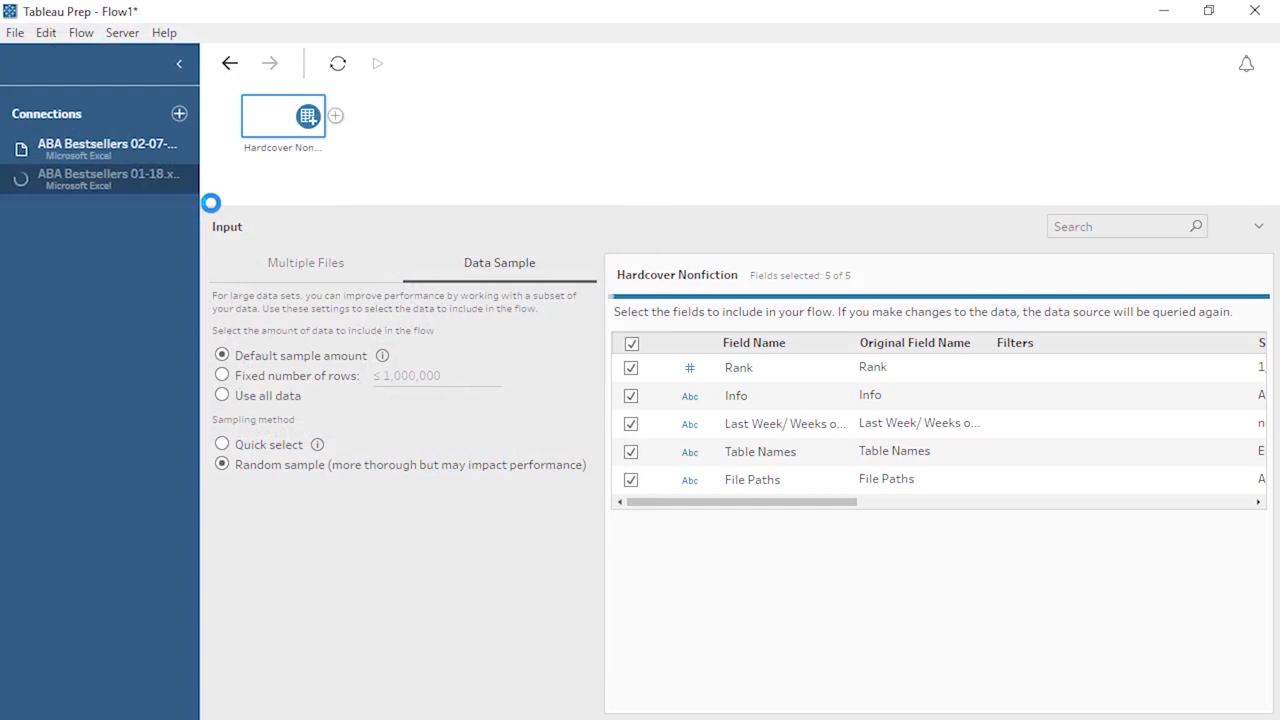 Tableau Prep - Flow1*
File Edit Flow Server Help
Connections
ABA Bestsellers 02-07-...
Microsoft Excel
ABA Bestsellers 01-18.x..
Microsoft Excel
Hardcover Non...
Input
Search
Multiple Files
Data Sample
For large data sets, you can improve performance by working with a subset of
your data. Use these settings to select the data to include in the flow.
Select the amount of data to include in the flow
Default sample amount
Fixed number of rows: ≤ 1,000,000
Use all data
Sampling method
Quick select
Random sample (more thorough but may impact performance)
Hardcover Nonfiction Fields selected: 5 of 5
Select the fields to include in your flow. If you make changes to the data, the data source will be queried again.
Field Name Original Field Name Filters S
# Rank Rank 1
Abc Info Info A
Abc Last Week/ Weeks o... Last Week/ Weeks o... n
Abc Table Names Table Names E
Abc File Paths File Paths A